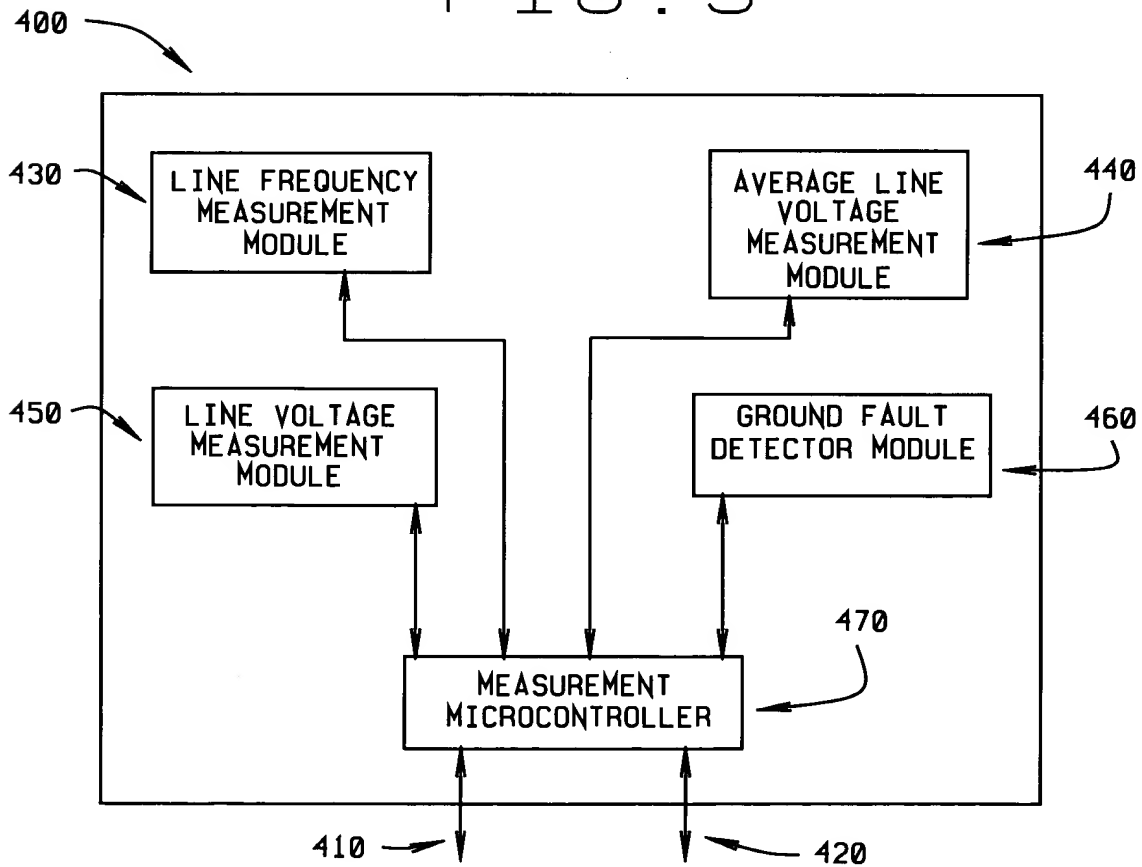 400
430
LINE FREQUENCY
MEASUREMENT
MODULE
AVERAGE LINE
VOLTAGE
MEASUREMENT
MODULE
440
450
LINE VOLTAGE
MEASUREMENT
MODULE
GROUND FAULT
DETECTOR MODULE
460
470
MEASUREMENT
MICROCONTROLLER
410
420